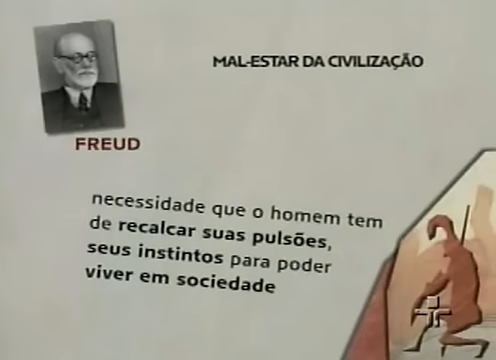 MAL-ESTAR DA CIVILIZAÇÃO
FREUD
necessidade que o homem tem
de recalcar suas pulsões,
seus instintos para poder
viver em sociedade